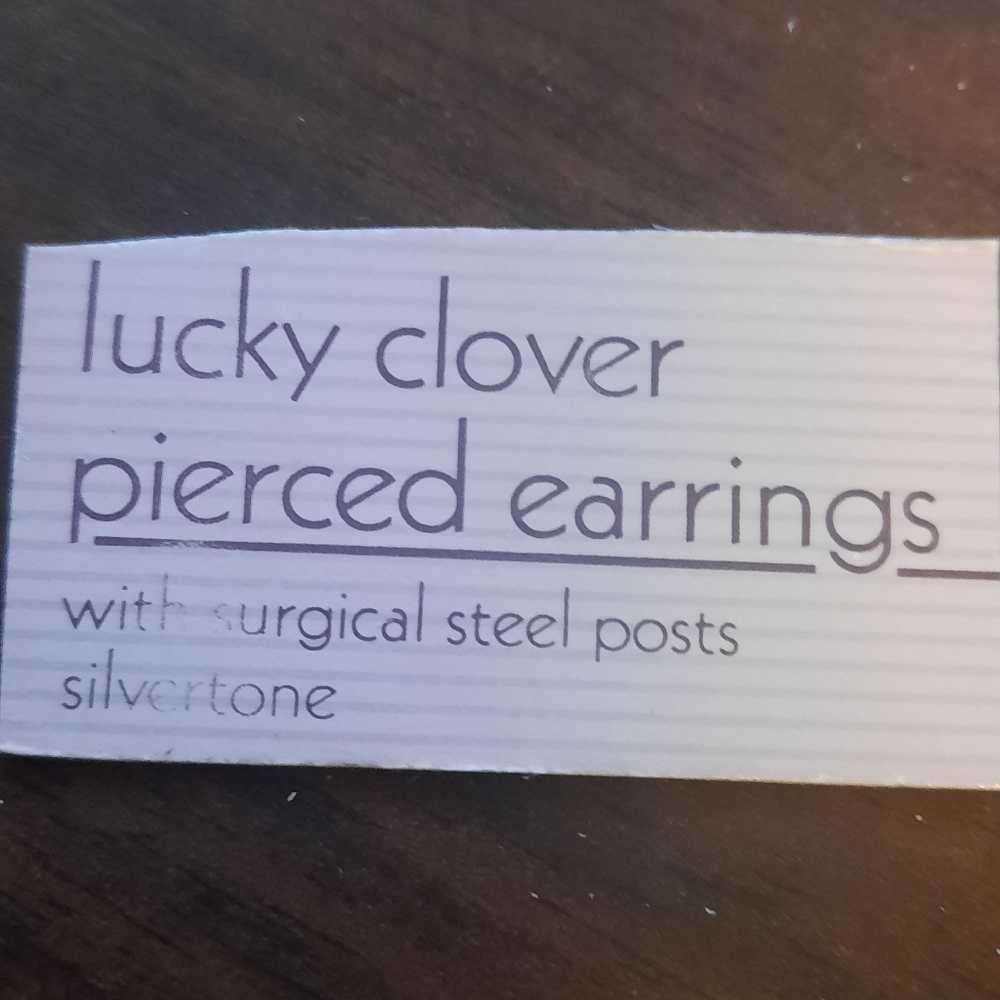 lucky clover
pierced earrings
with surgical steel posts
silvertone